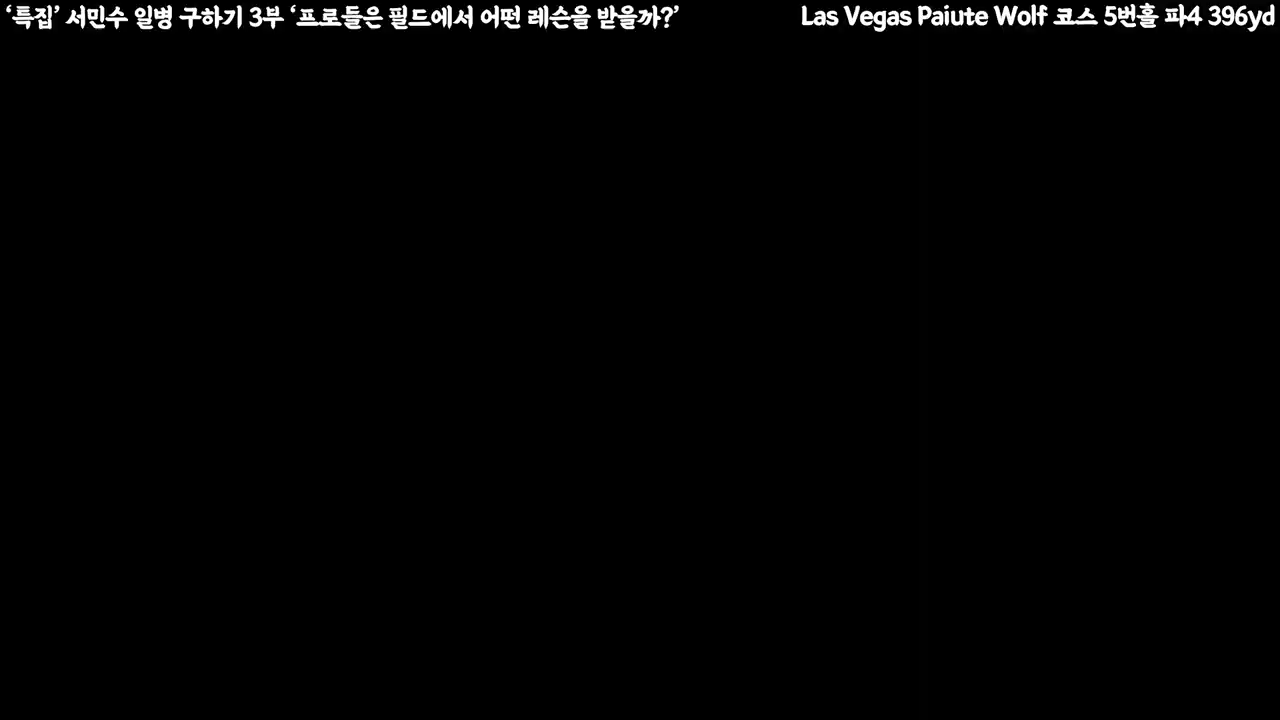 ‘특집’ 서민수 일병 구하기 3부 ‘프로들은 필드에서 어떤 레슨을 받을까?’
Las Vegas Paiute Wolf 코스 5번홀 파4 396yd